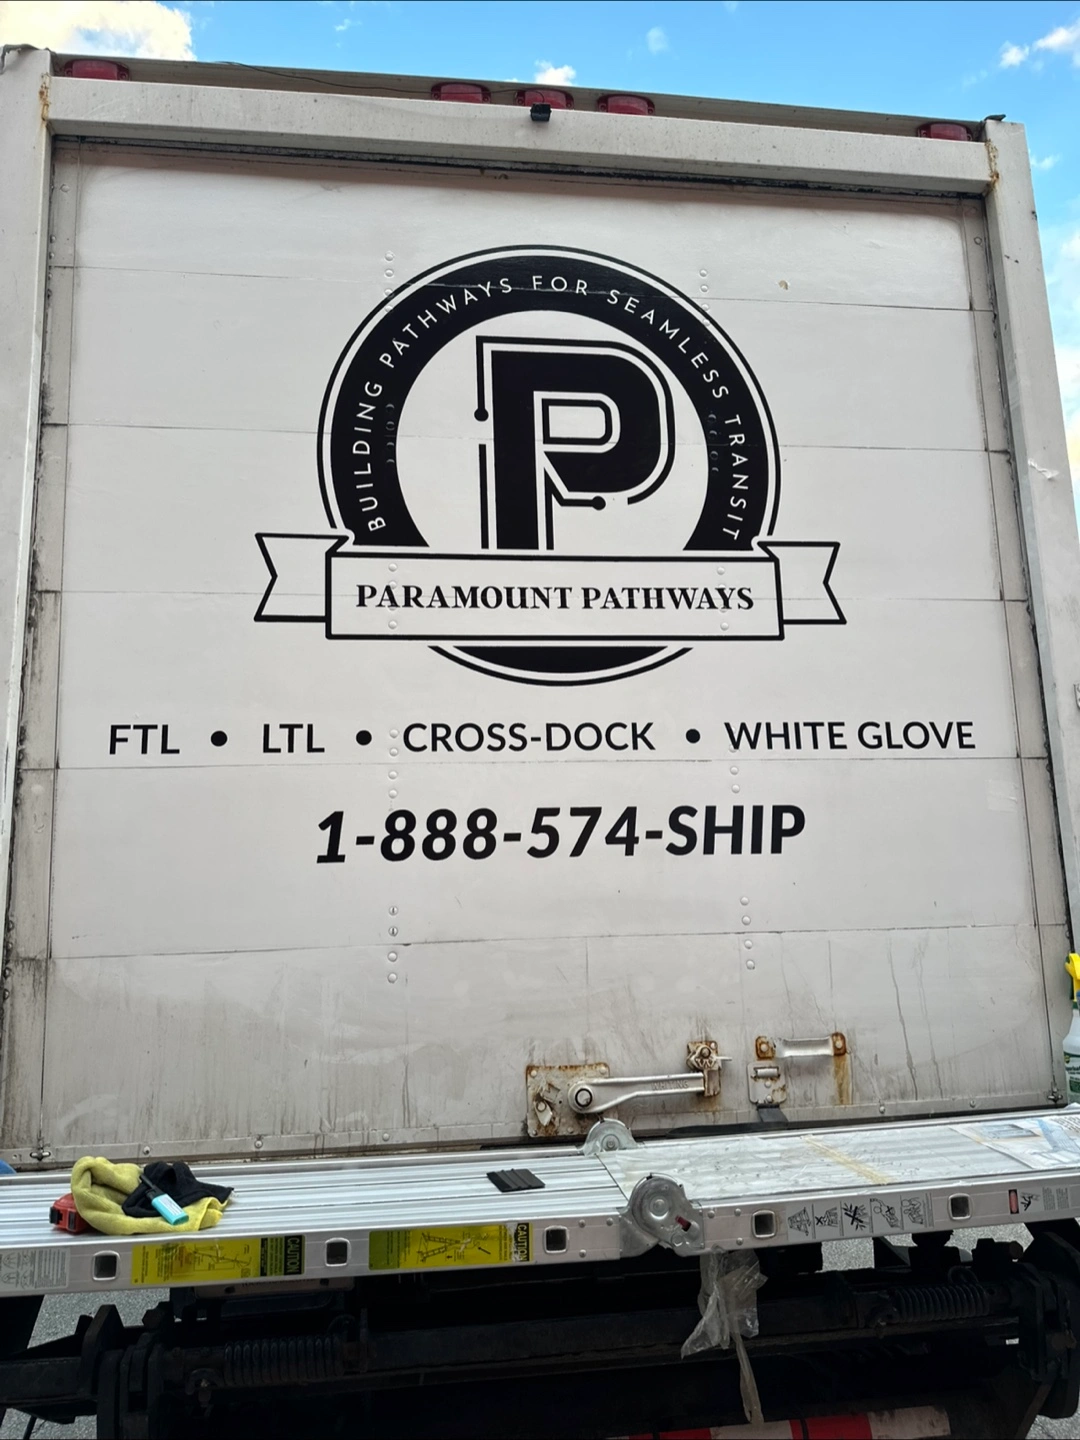 BUILDING PATHWAYS FOR SEAMLESS TRANSIT
P
PARAMOUNT PATHWAYS
FTL • LTL • CROSS-DOCK • WHITE GLOVE
1-888-574-SHIP
WHITING
CAUTION
CAUTION